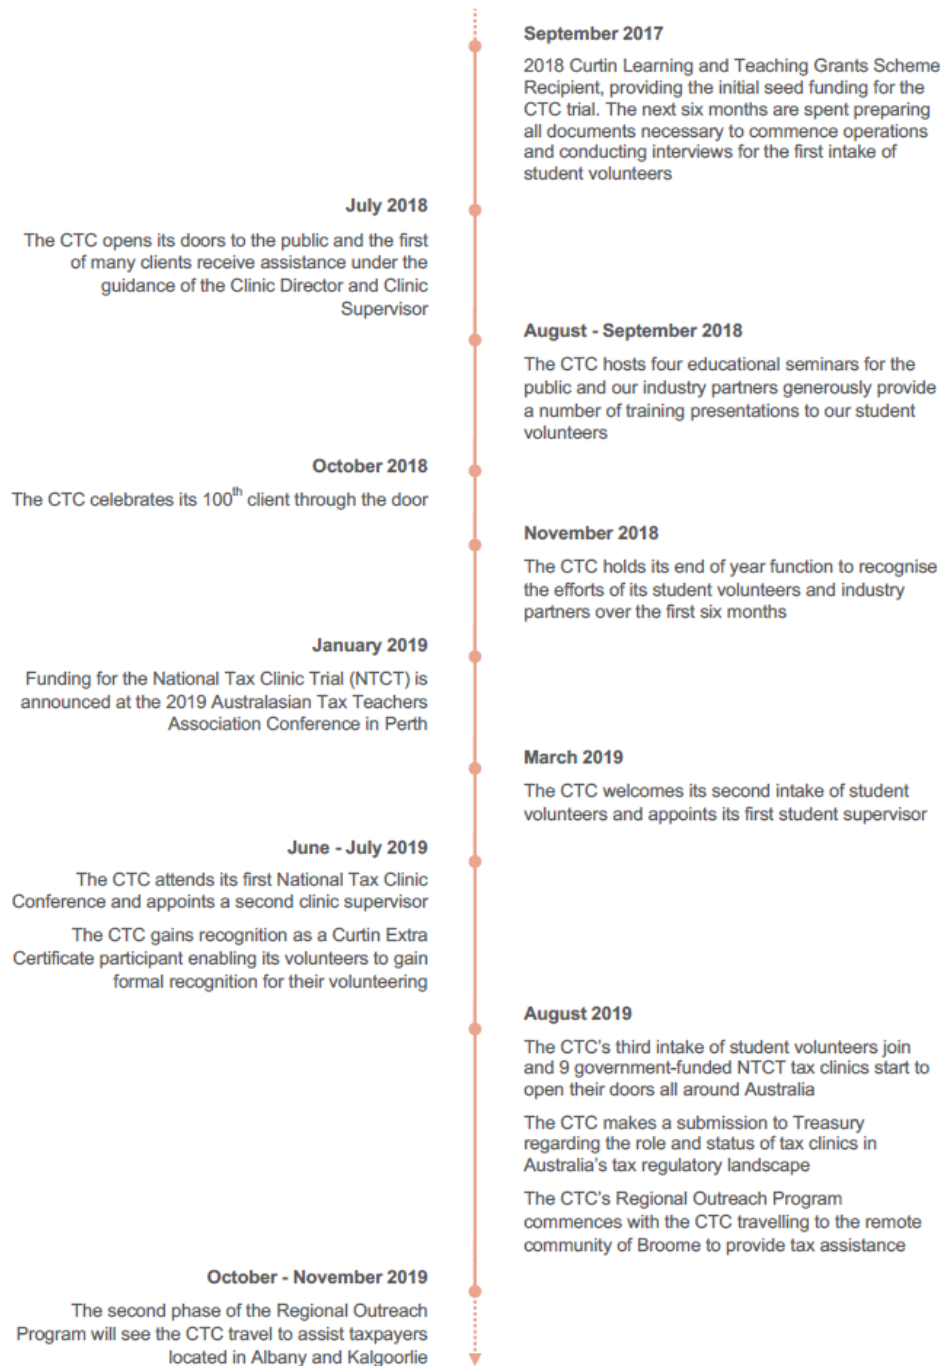 September 2017
2018 Curtin Learning and Teaching Grants Scheme
Recipient, providing the initial seed funding for the
CTC trial. The next six months are spent preparing
all documents necessary to commence operations
and conducting interviews for the first intake of
student volunteers
July 2018
The CTC opens its doors to the public and the first
of many clients receive assistance under the
guidance of the Clinic Director and Clinic
Supervisor
August - September 2018
The CTC hosts four educational seminars for the
public and our industry partners generously provide
a number of training presentations to our student
volunteers
October 2018
The CTC celebrates its 100th client through the door
November 2018
The CTC holds its end of year function to recognise
the efforts of its student volunteers and industry
partners over the first six months
January 2019
Funding for the National Tax Clinic Trial (NTCT) is
announced at the 2019 Australasian Tax Teachers
Association Conference in Perth
March 2019
The CTC welcomes its second intake of student
volunteers and appoints its first student supervisor
June - July 2019
The CTC attends its first National Tax Clinic
Conference and appoints a second clinic supervisor
The CTC gains recognition as a Curtin Extra
Certificate participant enabling its volunteers to gain
formal recognition for their volunteering
August 2019
The CTC's third intake of student volunteers join
and 9 government-funded NTCT tax clinics start to
open their doors all around Australia
The CTC makes a submission to Treasury
regarding the role and status of tax clinics in
Australia's tax regulatory landscape
The CTC's Regional Outreach Program
commences with the CTC travelling to the remote
community of Broome to provide tax assistance
October - November 2019
The second phase of the Regional Outreach
Program will see the CTC travel to assist taxpayers
located in Albany and Kalgoorlie